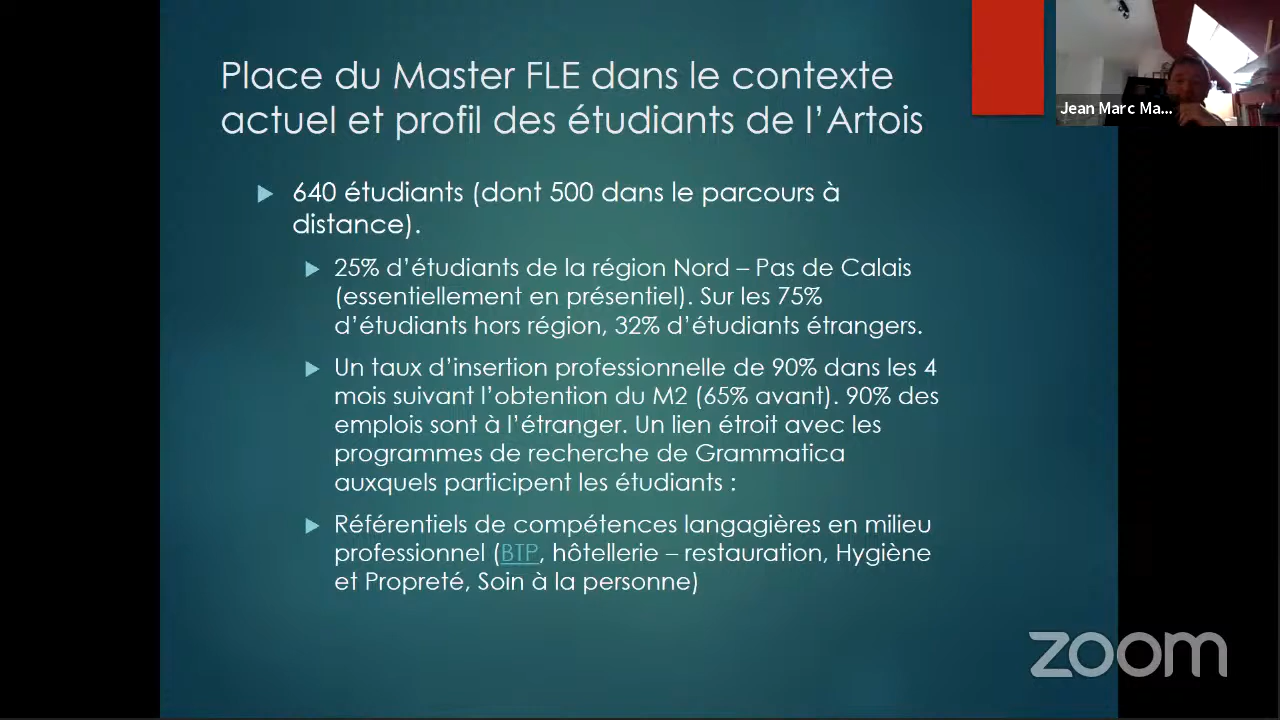 Place du Master FLE dans le contexte
actuel et profil des étudiants de l’Artois
Jean Marc Ma...
640 étudiants (dont 500 dans le parcours à
distance).
25% d’étudiants de la région Nord – Pas de Calais
(essentiellement en présentiel). Sur les 75%
d’étudiants hors région, 32% d’étudiants étrangers.
Un taux d’insertion professionnelle de 90% dans les 4
mois suivant l’obtention du M2 (65% avant). 90% des
emplois sont à l’étranger. Un lien étroit avec les
programmes de recherche de Grammatica
auxquels participent les étudiants :
Référentiels de compétences langagières en milieu
professionnel (BTP, hôtellerie – restauration, Hygiène
et Propreté, Soin à la personne)
zoom